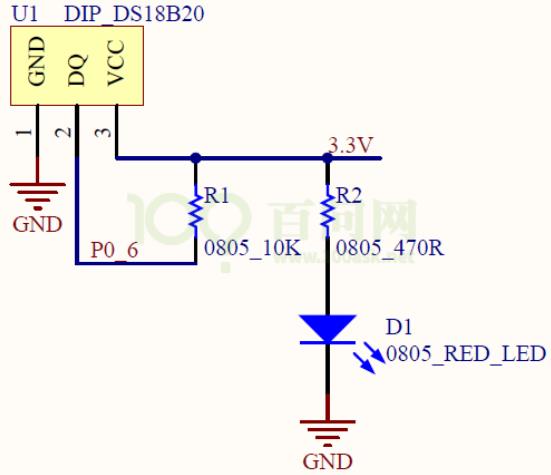 U1 DIP_DS18B20
GND
DQ
VCC
1
2
3
3.3V
GND
R1
R2
P0_6
0805_10K
0805_470R
100
百问网
www.100ask.net
D1
0805_RED_LED
GND